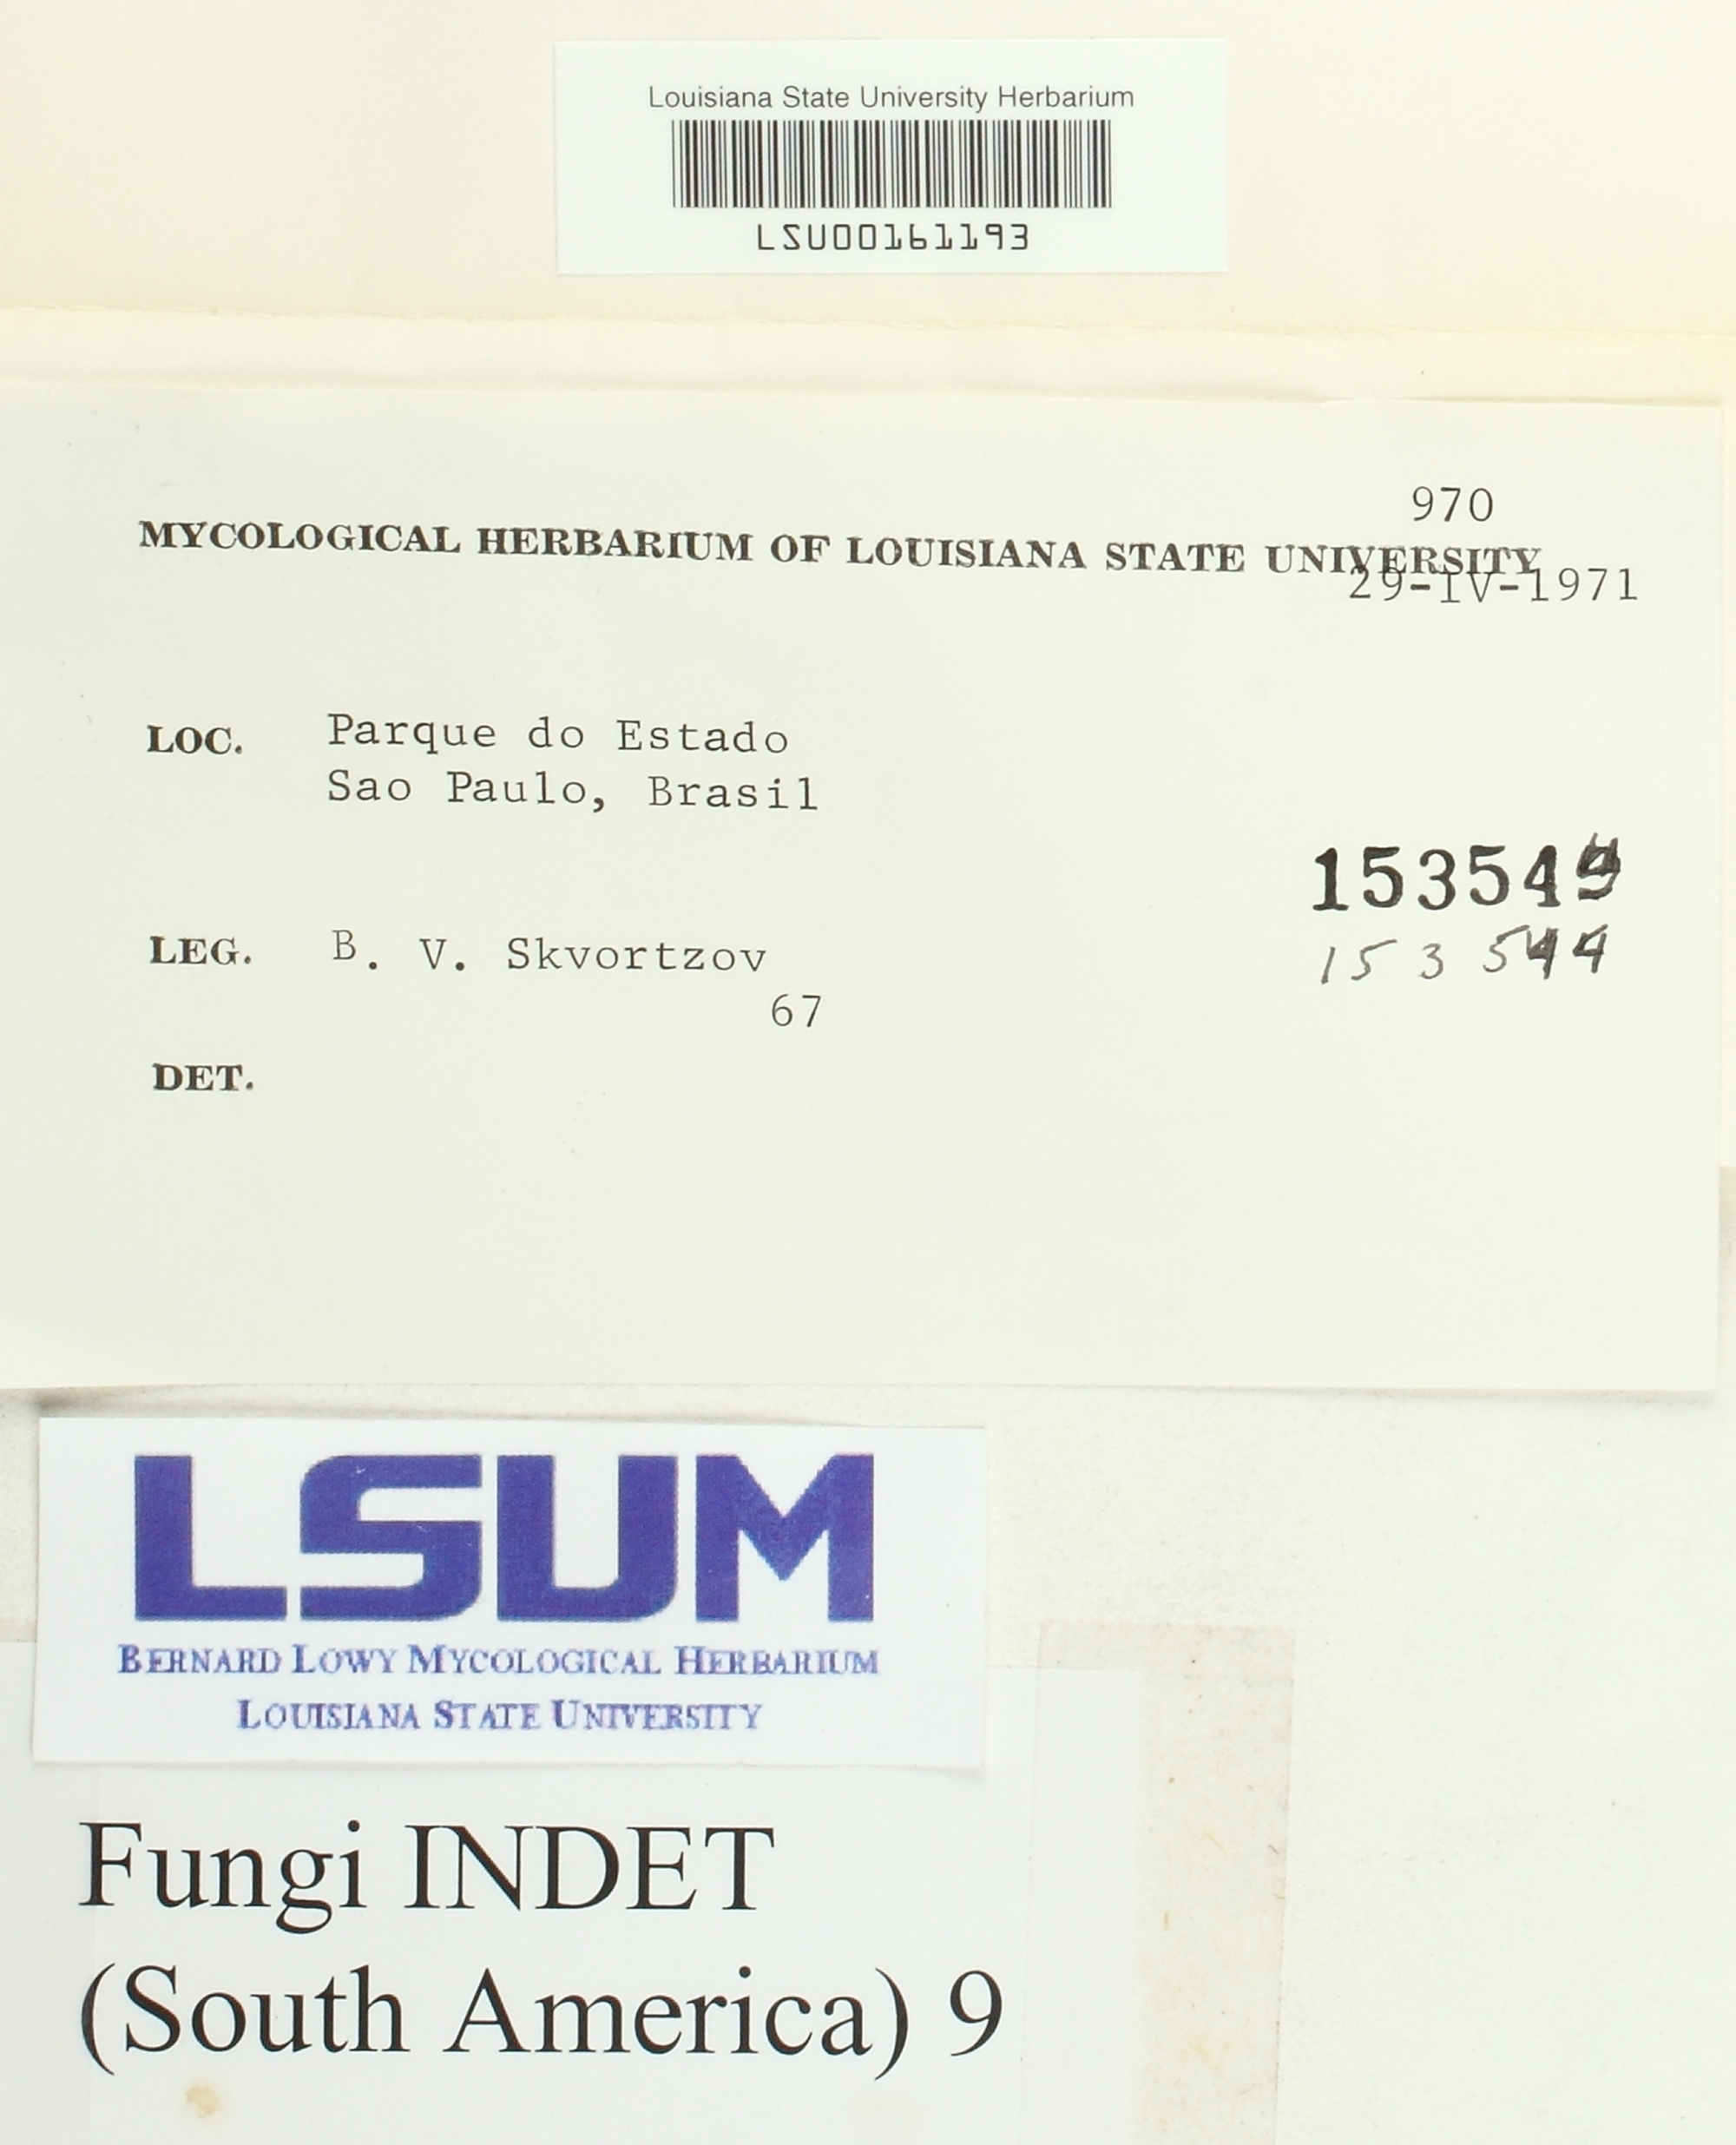 Louisiana State University Herbarium
LSU00161193
970
MYCOLOGICAL HERBARIUM OF LOUISIANA STATE UNIVERSITY
29-IV-1971
LOC. Parque do Estado
Sao Paulo, Brasil
153544
153544
LEG. B. V. Skvortzov
67
DET.
LSUM
BERNARD LOWY MYCOLOGICAL HERBARIUM
LOUISIANA STATE UNIVERSITY
Fungi INDET
(South America) 9